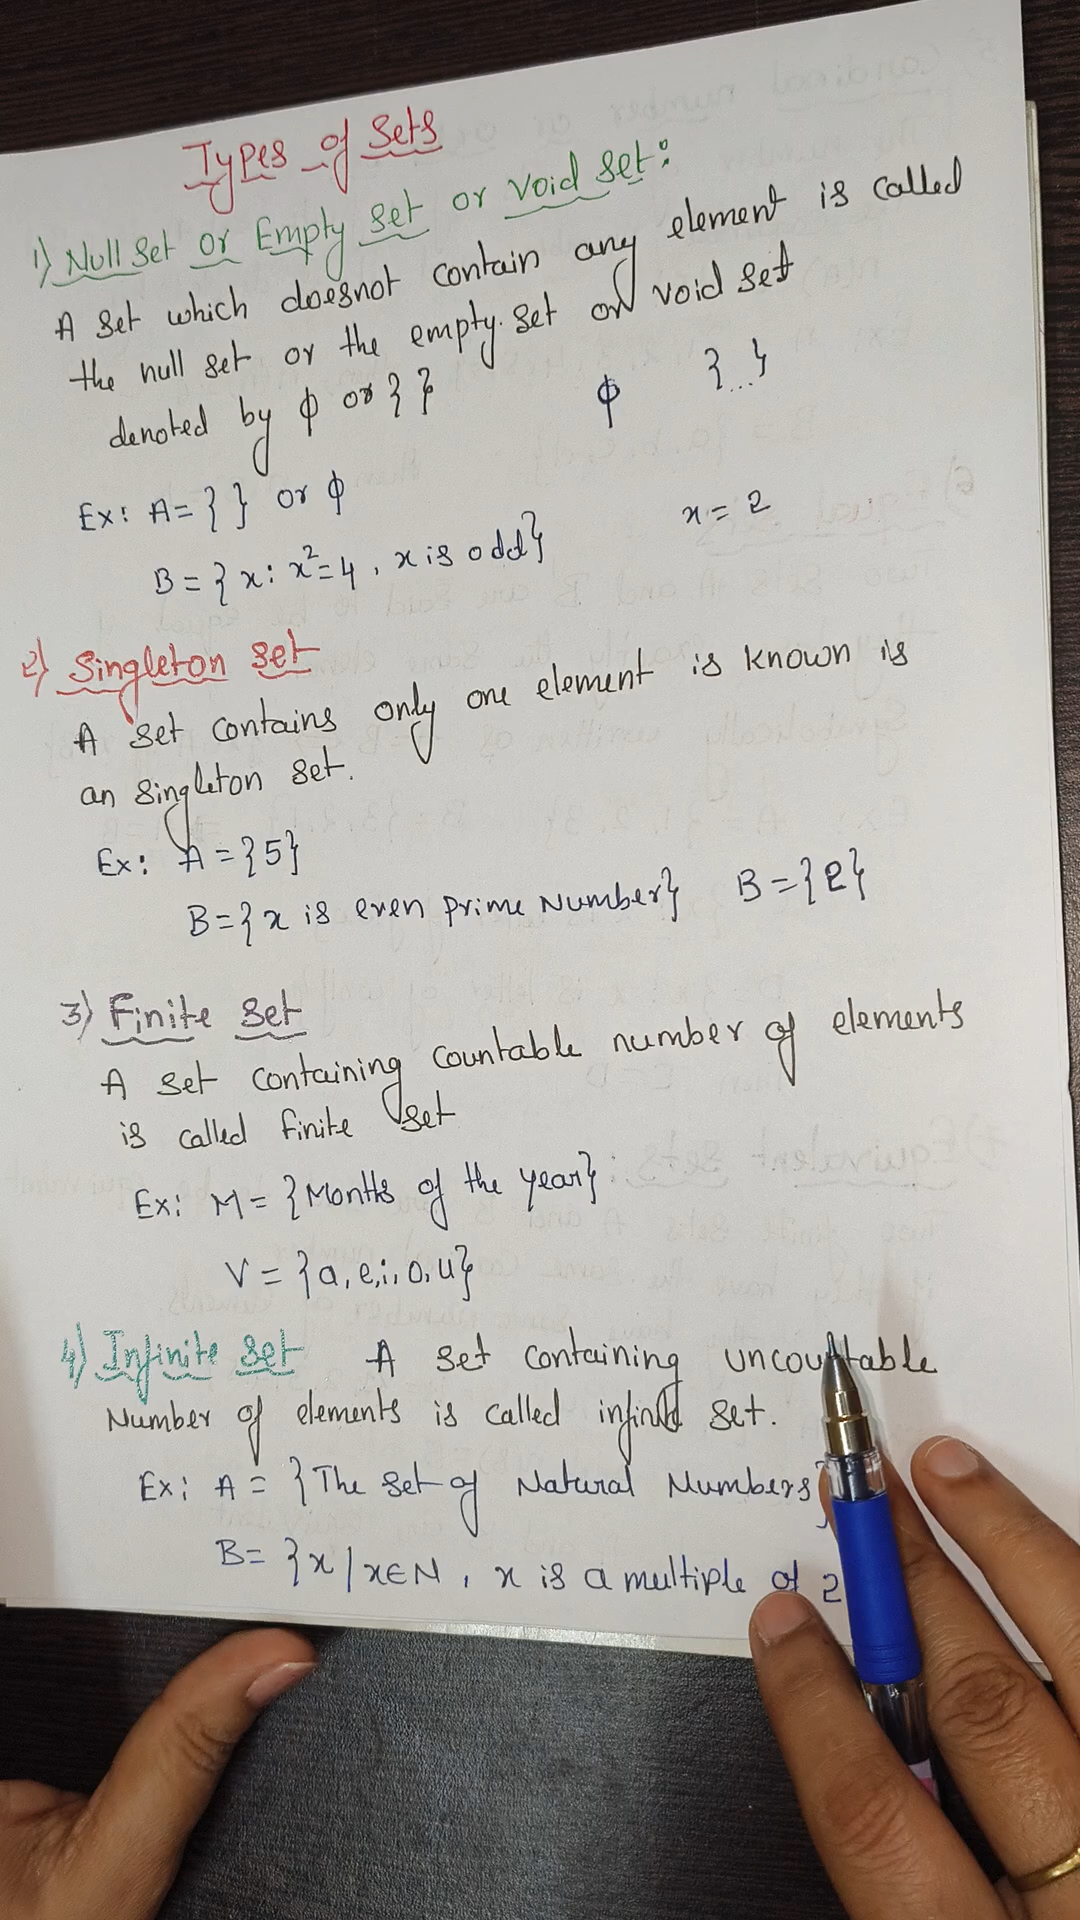 Types of Sets
1) Null Set or Empty Set or Void Set:
A Set which doesnot contain any element is called
the null set or the empty set or void set
denoted by φ or { }
φ {...}
Ex: A = { } or φ
x = 2
B = { x : x² = 4 , x is odd}
2) Singleton Set
A set contains only one element is known is
an singleton set.
Ex: A = {5}
B = { x is even prime Number} B = {2}
3) Finite Set
A set containing countable number of elements
is called finite set
Ex: M = {Months of the year}
V = {a, e, i, o, u}
4) Infinite Set A set containing uncountable
Number of elements is called infinite set.
Ex: A = {The set of Natural Numbers}
B = {x / x∈N , x is a multiple of 2